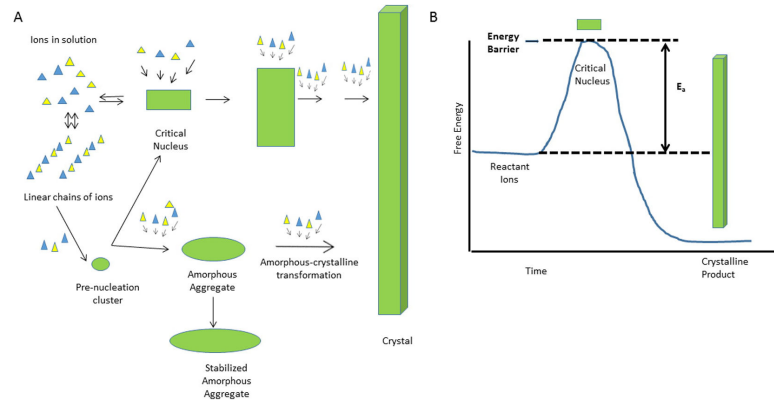 A
Ions in solution
Critical
Nucleus
Linear chains of ions
Pre-nucleation
cluster
Amorphous
Aggregate
Amorphous-crystalline
transformation
Stabilized
Amorphous
Aggregate
Crystal
B
Energy
Barrier
Critical
Nucleus
Ea
Free Energy
Reactant
Ions
Time
Crystalline
Product